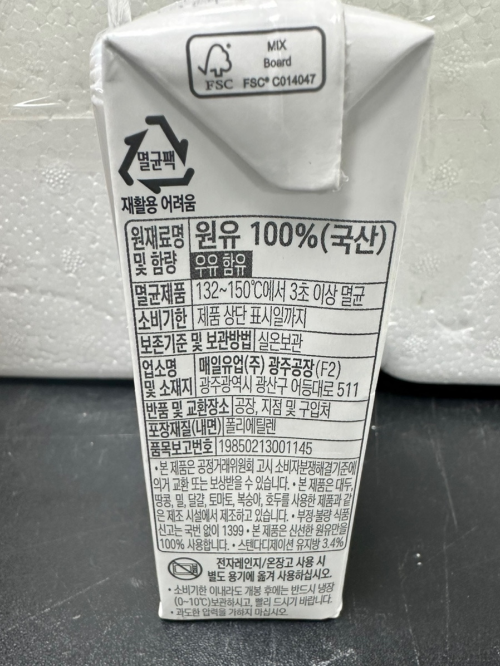 MIX
Board
FSC
FSC® C014047
멸균팩
재활용 어려움
원재료명 및 함량 원유 100%(국산)
우유 함유
멸균제품 132~150℃에서 3초 이상 멸균
소비기한 제품 상단 표시일까지
보존기준 및 보관방법 실온보관
업소명 및 소재지 매일유업(주) 광주공장(F2)
광주광역시 광산구 어등대로 511
반품 및 교환장소 공장, 지점 및 구입처
포장재질(내면) 폴리에틸렌
품목보고번호 19850213001145
• 본 제품은 공정거래위원회 고시 소비자분쟁해결기준에
의거 교환 또는 보상받을 수 있습니다. • 본 제품은 대두,
땅콩, 밀, 달걀, 토마토, 복숭아, 호두를 사용한 제품과 같
은 제조 시설에서 제조하고 있습니다. • 부정·불량 식품
신고는 국번 없이 1399 • 본 제품은 신선한 원유만을
100% 사용합니다. • 스탠다디제이션 유지방 3.4%
전자레인지/온장고 사용 시
별도 용기에 옮겨 사용하십시오.
• 소비기한 이내라도 개봉 후에는 반드시 냉장
(0~10℃)보관하시고, 빨리 드시기 바랍니다.
• 과도한 압력을 가하지 마십시오.